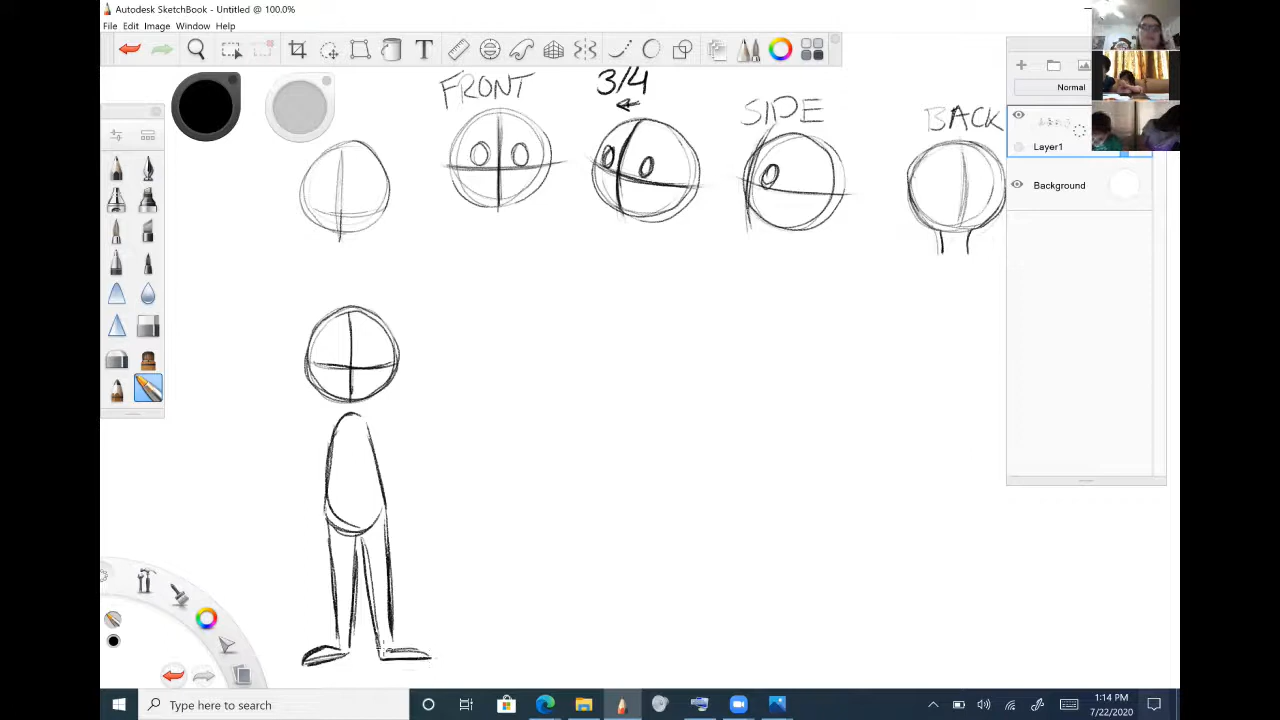 Autodesk SketchBook - Untitled @ 100.0%
File Edit Image Window Help
T
Normal
FRONT
3/4
SIDE
BACK
Layer1
Background
Type here to search
1:14 PM
7/22/2020